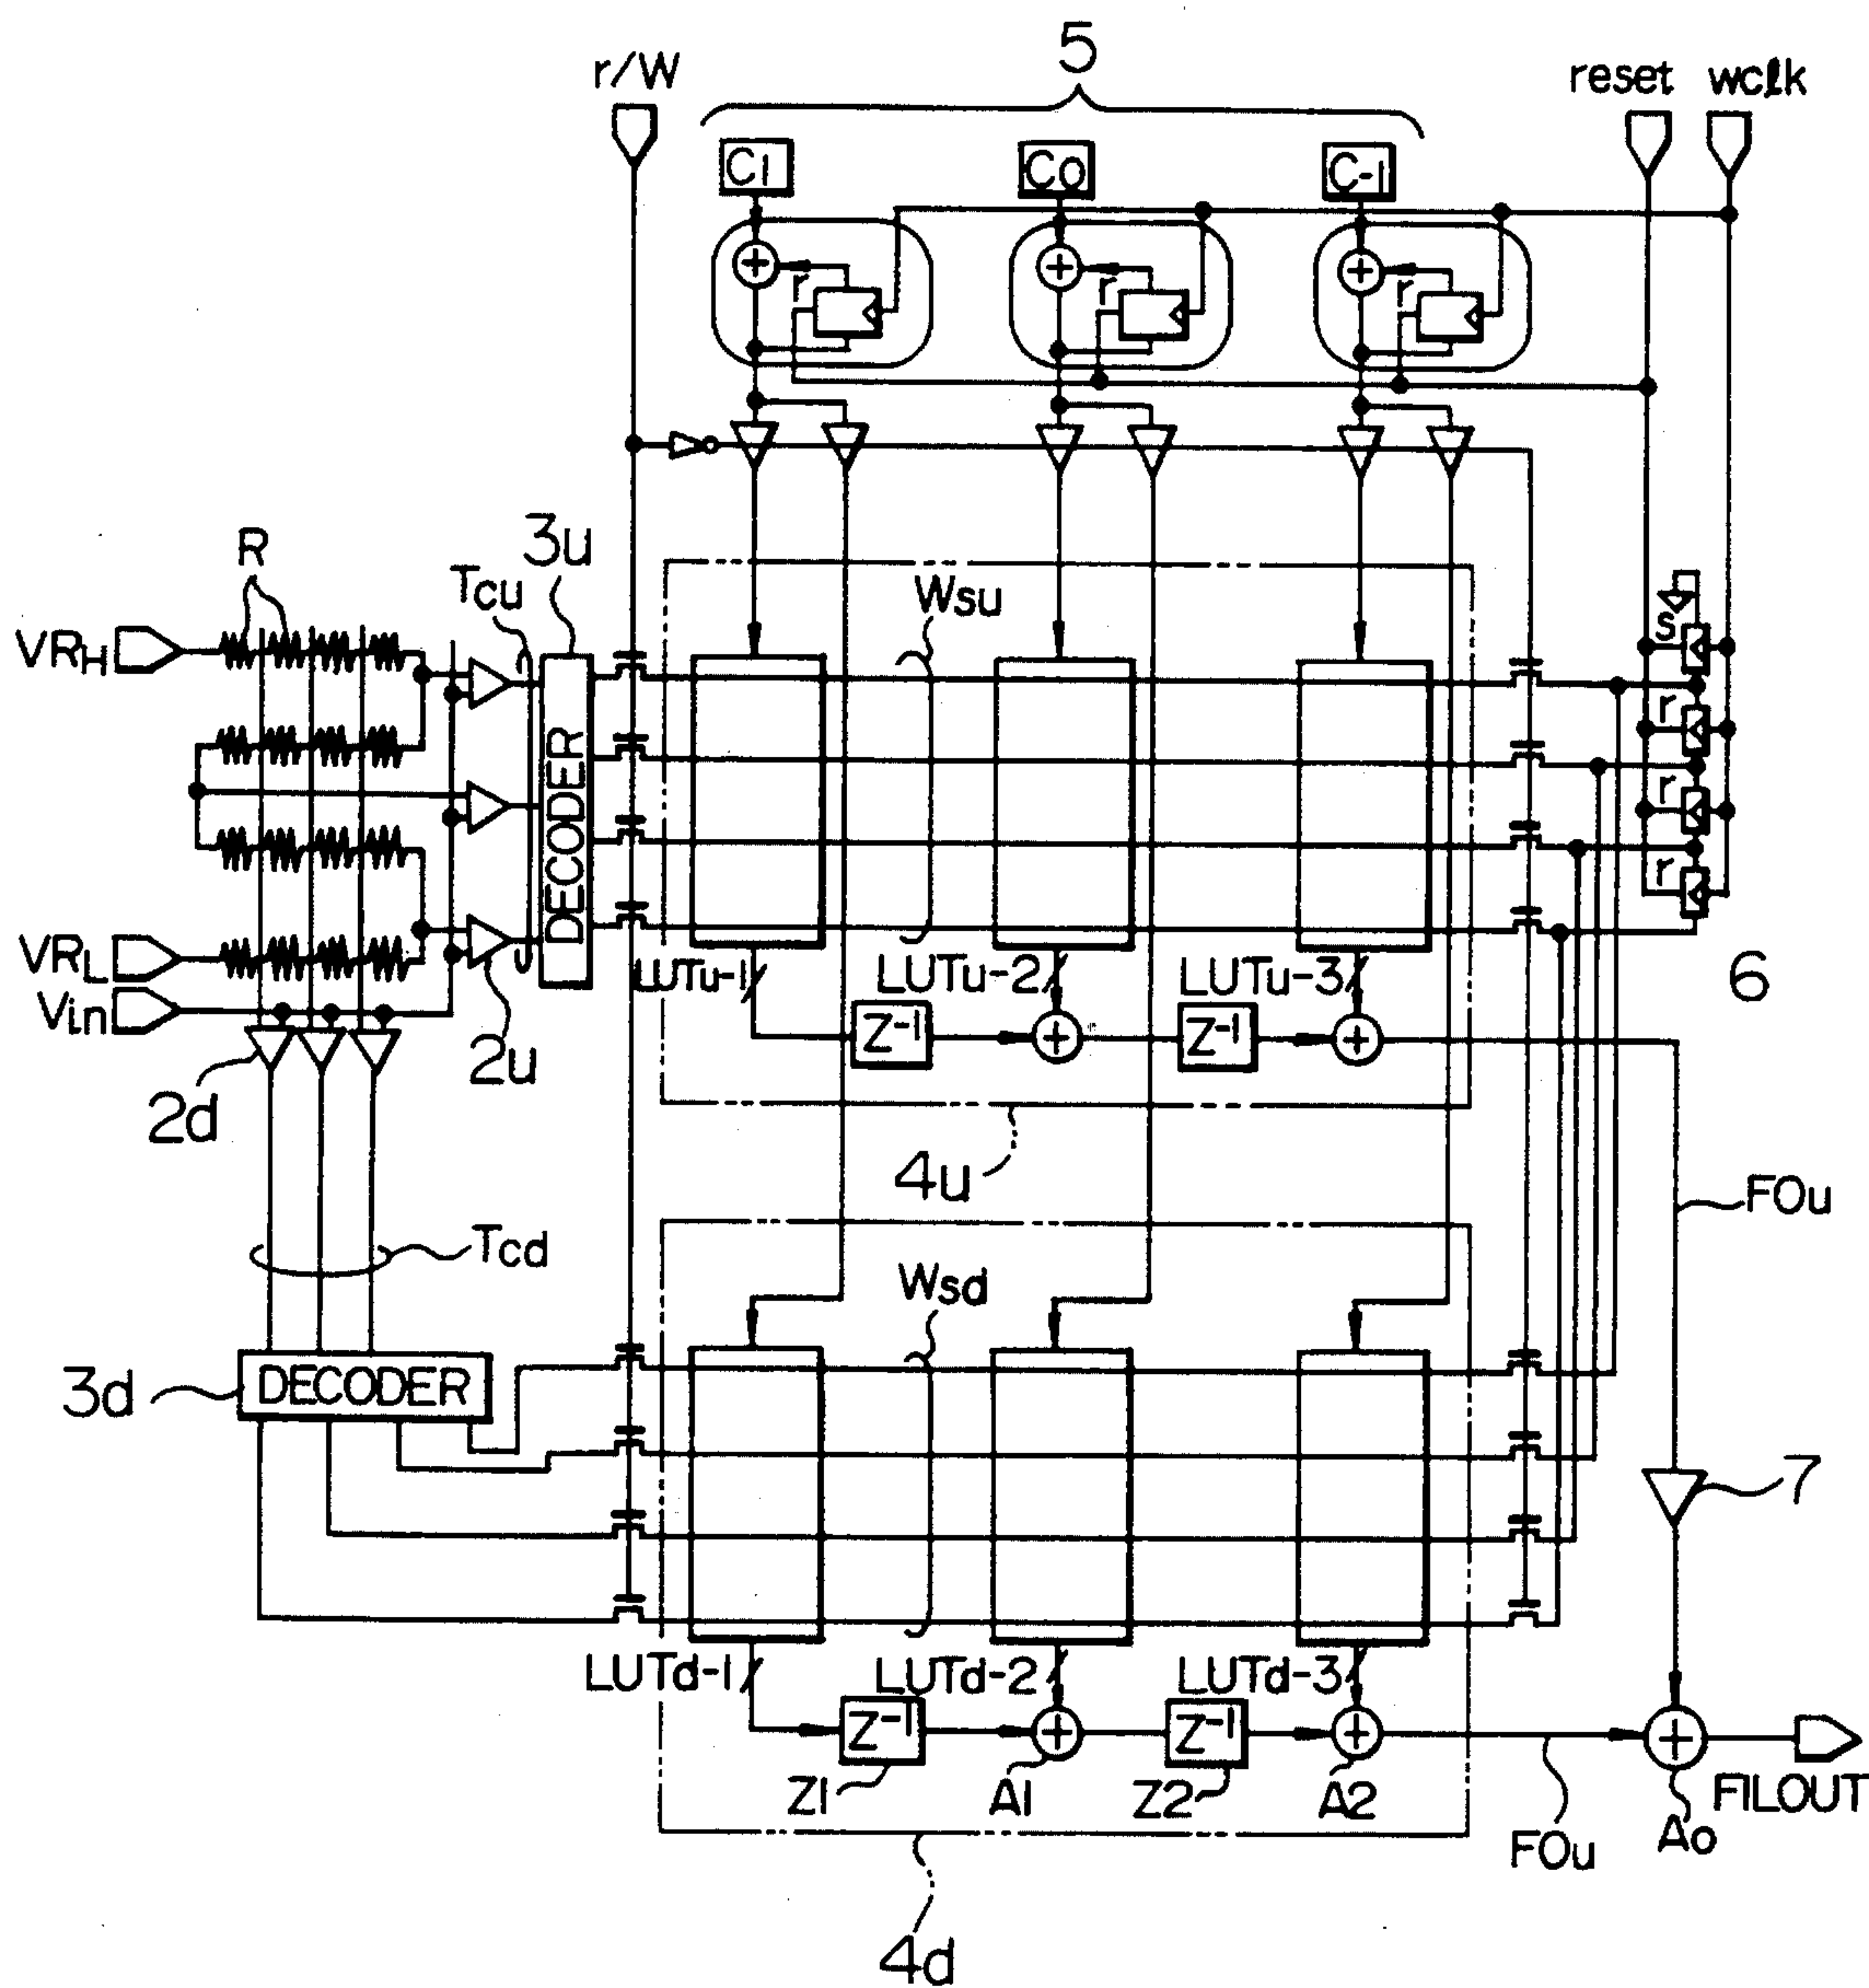 5
r/W
reset wclk
C1
C0
C-1
+
+
+
r
r
r
R
Tcu
3u
Wsu
VRH
s
DECODER
r
r
r
VRL
Vin
LUTu-1
LUTu-2
LUTu-3
6
Z-1
+
Z-1
+
2d
2u
4u
FOu
Tcd
Wsd
3d
DECODER
7
LUTd-1
LUTd-2
LUTd-3
Z-1
+
Z-1
+
+
Z1
A1
Z2
A2
FOu
Ao
FILOUT
4d